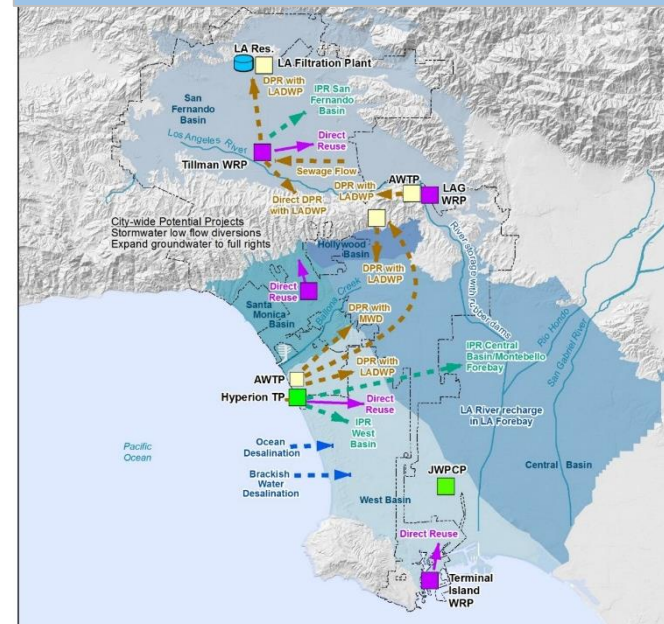 LA Res.
LA Filtration Plant
DPR with
LADWP
IPR San
Fernando
Basin
San
Fernando
Basin
Los Angeles
River
Direct
Reuse
Tillman WRP
Sewage Flow
Direct DPR
with LADWP
DPR with
LADWP
AWTP
LAG
WRP
City-wide Potential Projects
Stormwater low flow diversions
Expand groundwater to full rights
Hollywood
Basin
DPR with
LADWP
River storage with rubber dams
Direct
Reuse
Santa
Monica
Basin
Ballona Creek
DPR with
MWD
Rio Hondo
San Gabriel River
IPR Central
Basin/Montebello
Forebay
DPR with
LADWP
AWTP
Hyperion TP
Direct
Reuse
IPR
West
Basin
LA River recharge
in LA Forebay
Pacific
Ocean
Ocean
Desalination
Brackish
Water
Desalination
JWPCP
Central Basin
West Basin
Direct Reuse
Terminal
Island
WRP